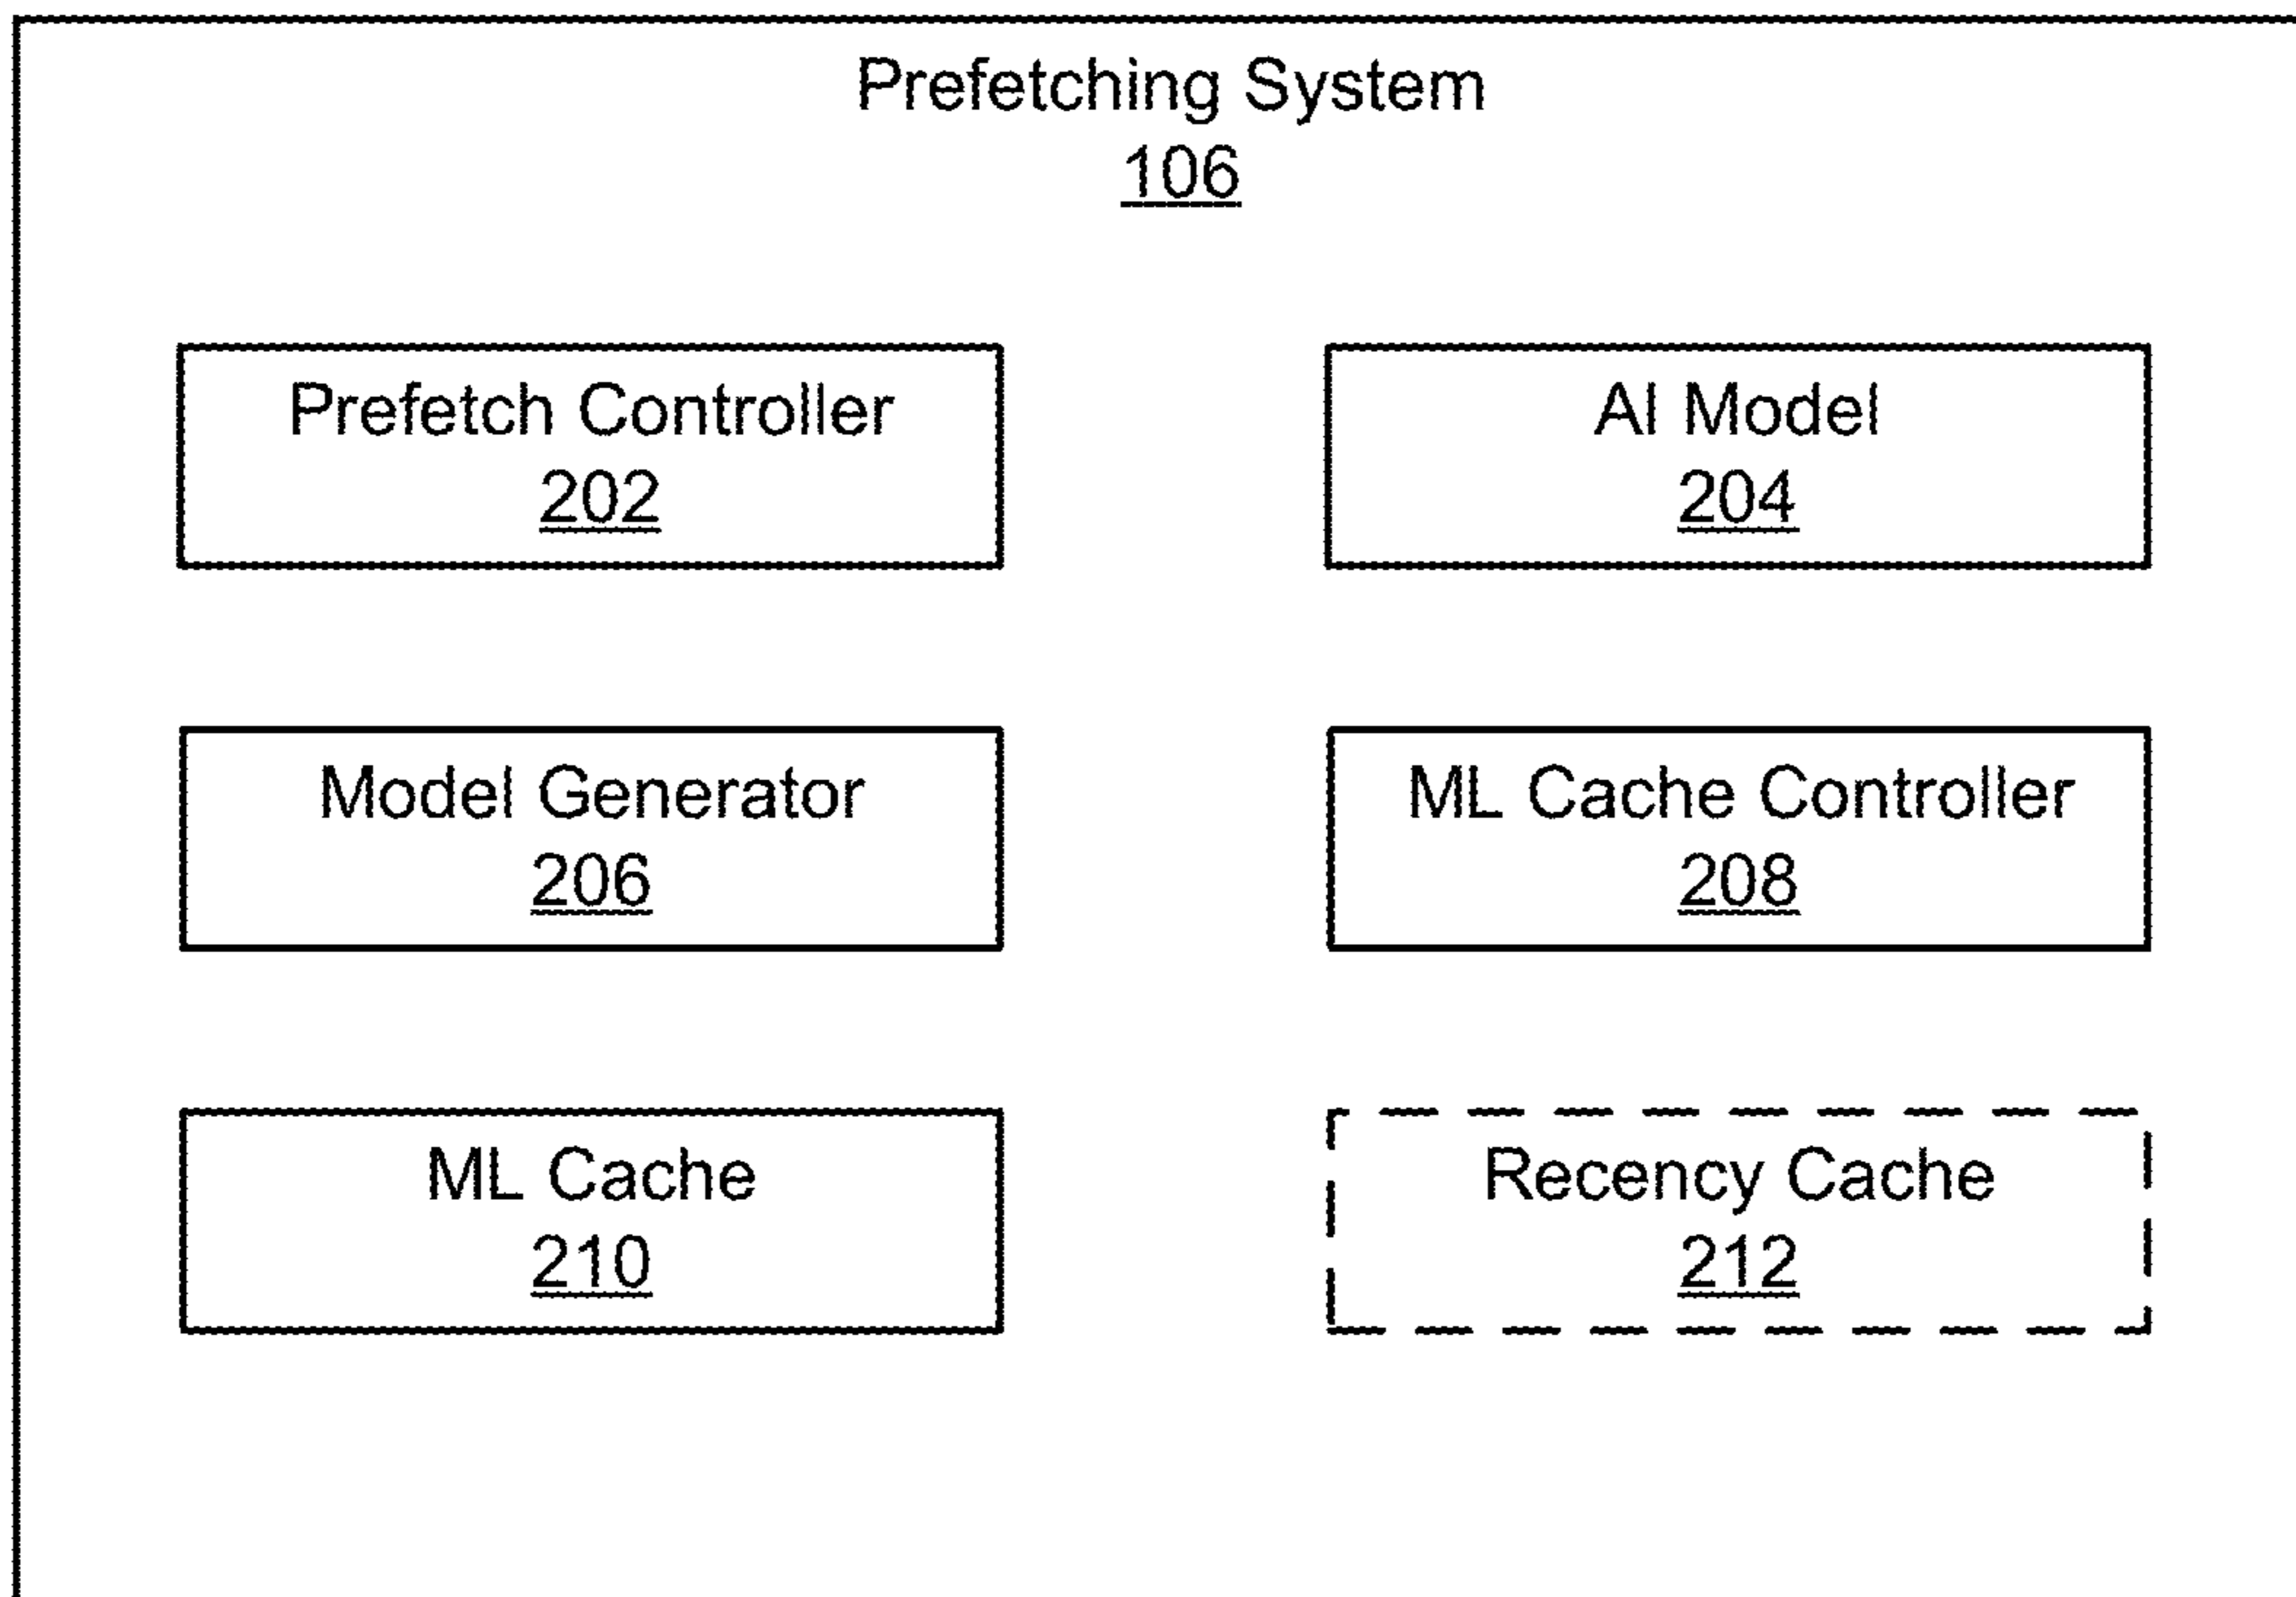 Prefetching System
106
Prefetch Controller
202
AI Model
204
Model Generator
206
ML Cache Controller
208
ML Cache
210
Recency Cache
212